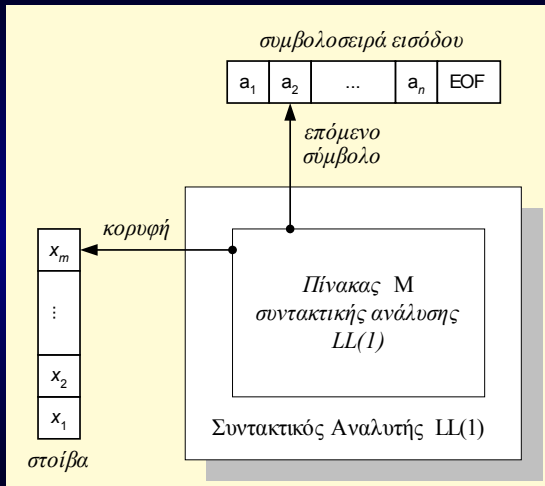 συμβολοσειρά εισόδου
a1 a2 ... an EOF
επόμενο
σύμβολο
κορυφή
xm
...
x2
x1
στοίβα
Πίνακας M
συντακτικής ανάλυσης
LL(1)
Συντακτικός Αναλυτής LL(1)